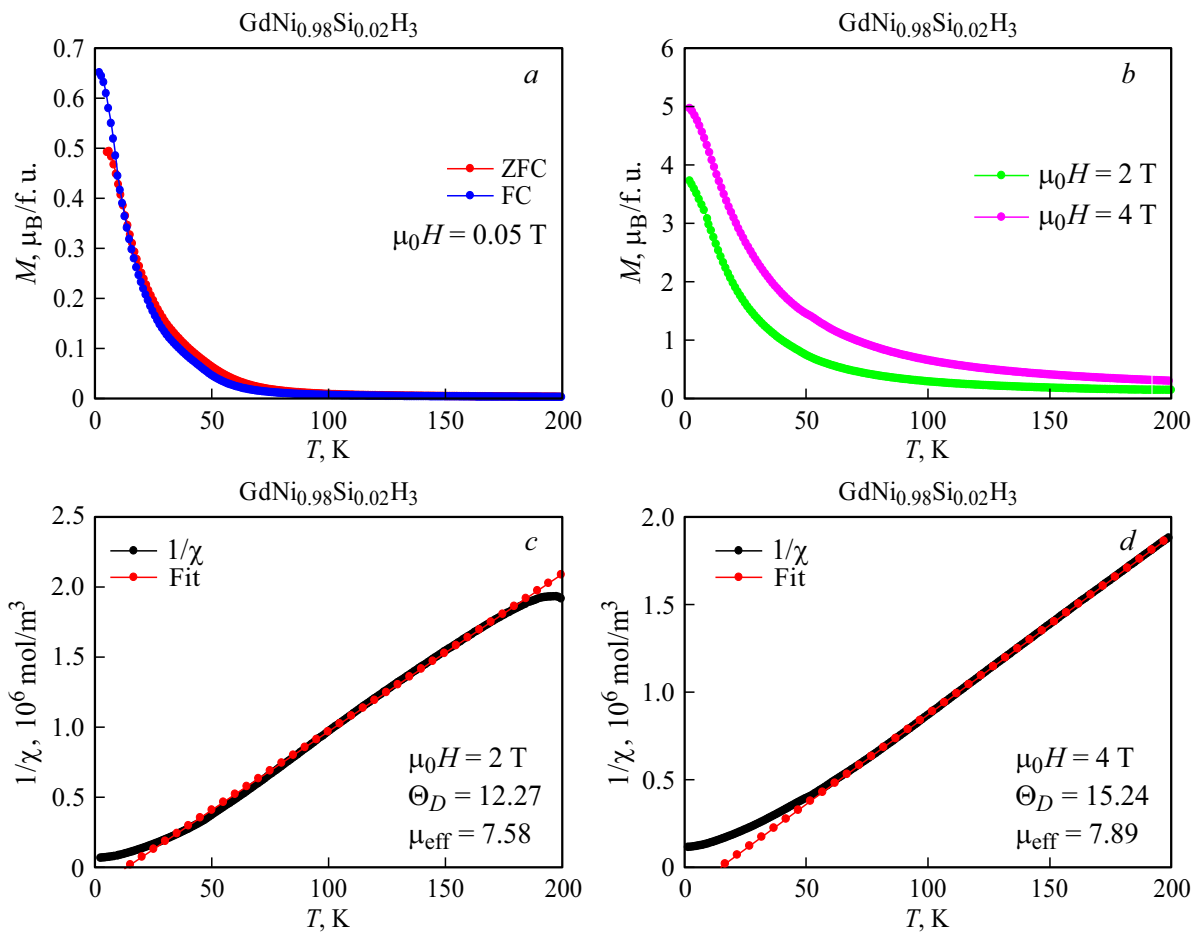 GdNi0.98Si0.02H3
a
0.7
0.6
0.5
0.4
0.3
0.2
0.1
0
M, μB/f. u.
ZFC
FC
μ0H = 0.05 T
0 50 100 150 200
T, K
GdNi0.98Si0.02H3
b
6
5
4
3
2
1
0
M, μB/f. u.
μ0H = 2 T
μ0H = 4 T
0 50 100 150 200
T, K
GdNi0.98Si0.02H3
c
2.5
2.0
1.5
1.0
0.5
0
1/χ, 10^6 mol/m^3
1/χ
Fit
μ0H = 2 T
ΘD = 12.27
μeff = 7.58
0 50 100 150 200
T, K
GdNi0.98Si0.02H3
d
2.0
1.5
1.0
0.5
0
1/χ, 10^6 mol/m^3
1/χ
Fit
μ0H = 4 T
ΘD = 15.24
μeff = 7.89
0 50 100 150 200
T, K